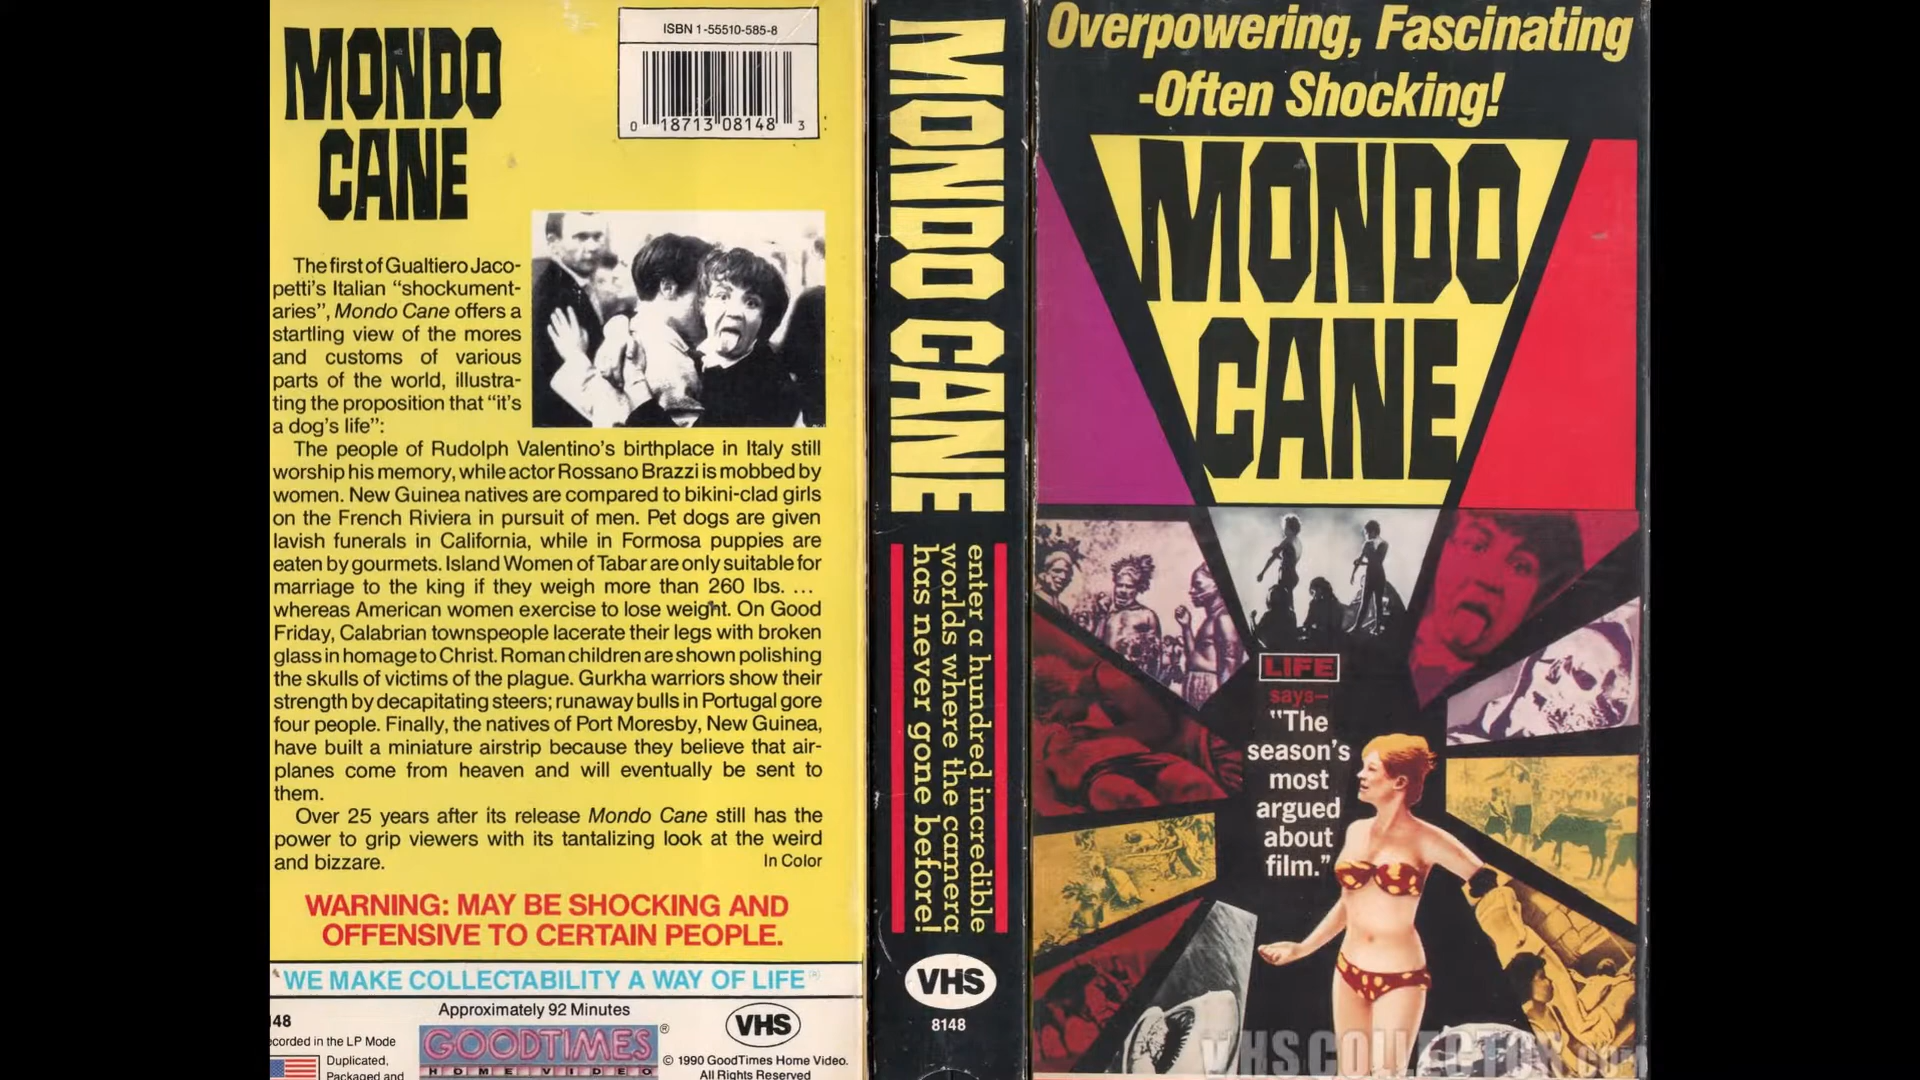 MONDO
CANE
ISBN 1-55510-585-8
0 18713 08148 3
The first of Gualtiero Jaco-
petti's Italian "shockument-
aries", Mondo Cane offers a
startling view of the mores
and customs of various
parts of the world, illustra-
ting the proposition that "it's
a dog's life":
The people of Rudolph Valentino's birthplace in Italy still
worship his memory, while actor Rossano Brazzi is mobbed by
women. New Guinea natives are compared to bikini-clad girls
on the French Riviera in pursuit of men. Pet dogs are given
lavish funerals in California, while in Formosa puppies are
eaten by gourmets. Island Women of Tabar are only suitable for
marriage to the king if they weigh more than 260 lbs. ...
whereas American women exercise to lose weight. On Good
Friday, Calabrian townspeople lacerate their legs with broken
glass in homage to Christ. Roman children are shown polishing
the skulls of victims of the plague. Gurkha warriors show their
strength by decapitating steers; runaway bulls in Portugal gore
four people. Finally, the natives of Port Moresby, New Guinea,
have built a miniature airstrip because they believe that air-
planes come from heaven and will eventually be sent to
them.
Over 25 years after its release Mondo Cane still has the
power to grip viewers with its tantalizing look at the weird
and bizzare.
In Color
WARNING: MAY BE SHOCKING AND
OFFENSIVE TO CERTAIN PEOPLE.
WE MAKE COLLECTABILITY A WAY OF LIFE
Approximately 92 Minutes
148
ecorded in the LP Mode
Duplicated,
Packaged and
GOODTIMES®
HOME VIDEO
VHS
© 1990 GoodTimes Home Video.
All Rights Reserved
MONDO CANE
enter a hundred incredible
worlds where the camera
has never gone before!
VHS
8148
Overpowering, Fascinating
-Often Shocking!
MONDO
CANE
LIFE
says—
"The
season's
most
argued
about
film."
VHSCOLLECTOR.com